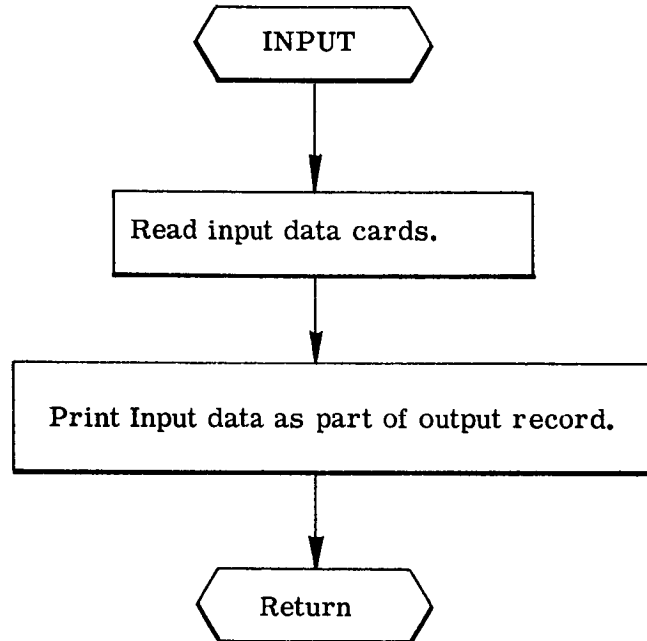 INPUT
Read input data cards.
Print Input data as part of output record.
Return